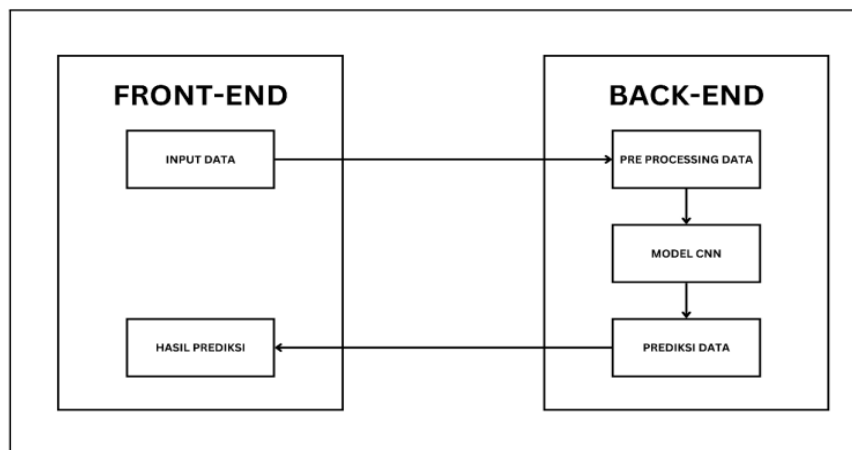 FRONT-END
BACK-END
INPUT DATA
PRE PROCESSING DATA
MODEL CNN
HASIL PREDIKSI
PREDIKSI DATA